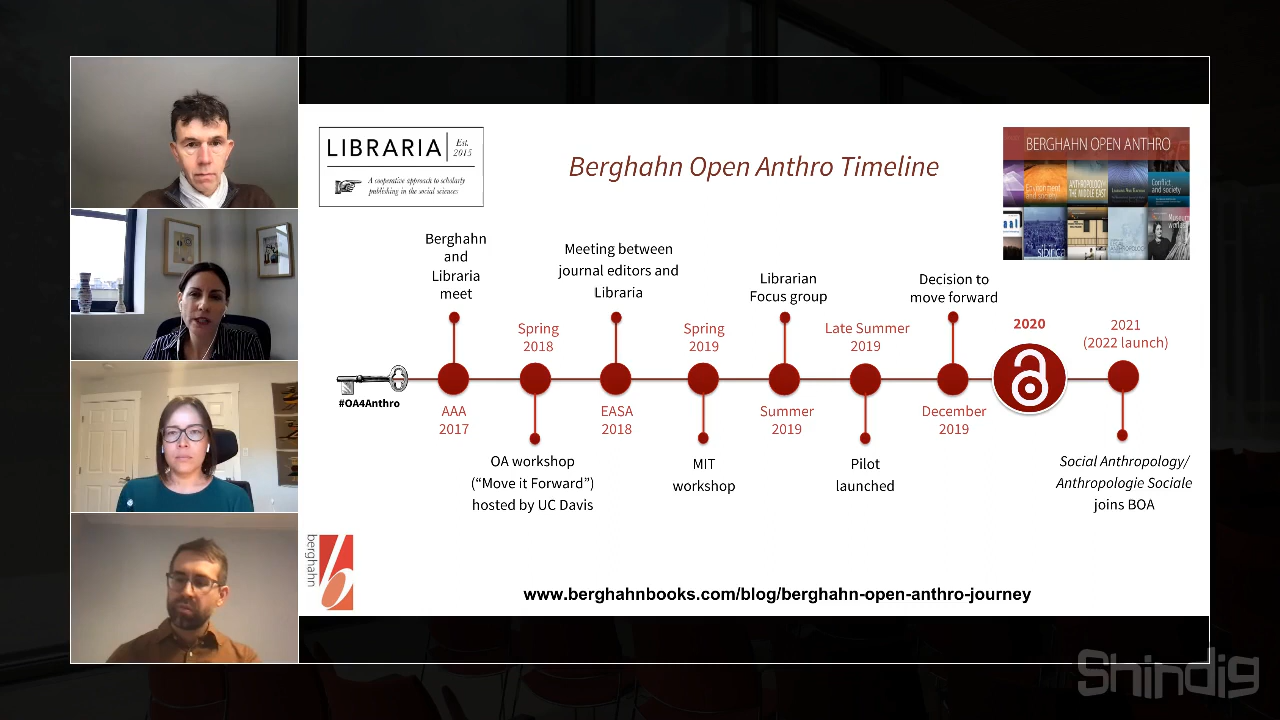 LIBRARIA Est. 2015
A cooperative approach to scholarly
publishing in the social sciences
Berghahn Open Anthro Timeline
BERGHAHN OPEN ANTHRO
Environment
and society
ANTHROPOLOGY
THE MIDDLE EAST
Conflict
and society
Museum
worlds
sibirica
Berghahn
and
Libraria
meet
Meeting between
journal editors and
Libraria
Librarian
Focus group
Decision to
move forward
Spring
2018
Spring
2019
Late Summer
2019
2020
2021
(2022 launch)
#OA4Anthro
AAA
2017
EASA
2018
Summer
2019
December
2019
OA workshop
(“Move it Forward”)
hosted by UC Davis
MIT
workshop
Pilot
launched
Social Anthropology/
Anthropologie Sociale
joins BOA
berghahn
b
www.berghahnbooks.com/blog/berghahn-open-anthro-journey
Shindig